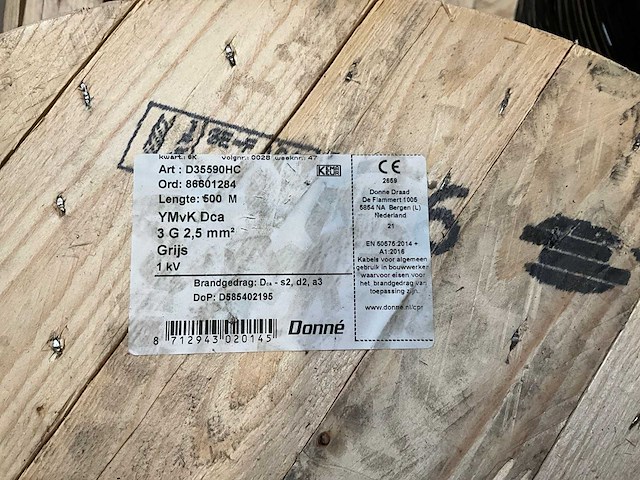 kwart.: 6K volgnr.: 0028 weeknr.: 47
Art : D35590HC
Ord: 86601284
Lengte: 500 M
YMvK Dca
3 G 2,5 mm²
Grijs
1 kV
Brandgedrag: Dca - s2, d2, a3
DoP: D585402195
8 712943 020145
Donné
CE
2659
Donne Draad
De Flammert 1005
5854 NA Bergen (L)
Nederland
21
EN 50575:2014 +
A1:2016
Kabels voor algemeen
gebruik in bouwwerken
waarvoor eisen voor
het brandgedrag van
toepassing zijn.
www.donne.nl/cpr